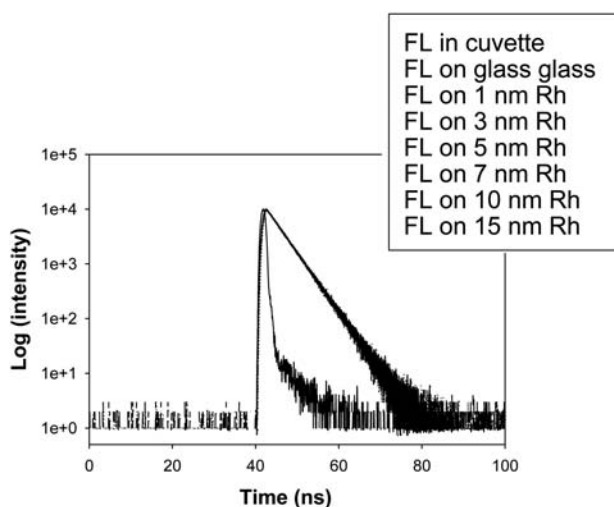 FL in cuvette
FL on glass glass
FL on 1 nm Rh
FL on 3 nm Rh
FL on 5 nm Rh
FL on 7 nm Rh
FL on 10 nm Rh
FL on 15 nm Rh
Log (intensity)
1e+5
1e+4
1e+3
1e+2
1e+1
1e+0
0 20 40 60 80 100
Time (ns)